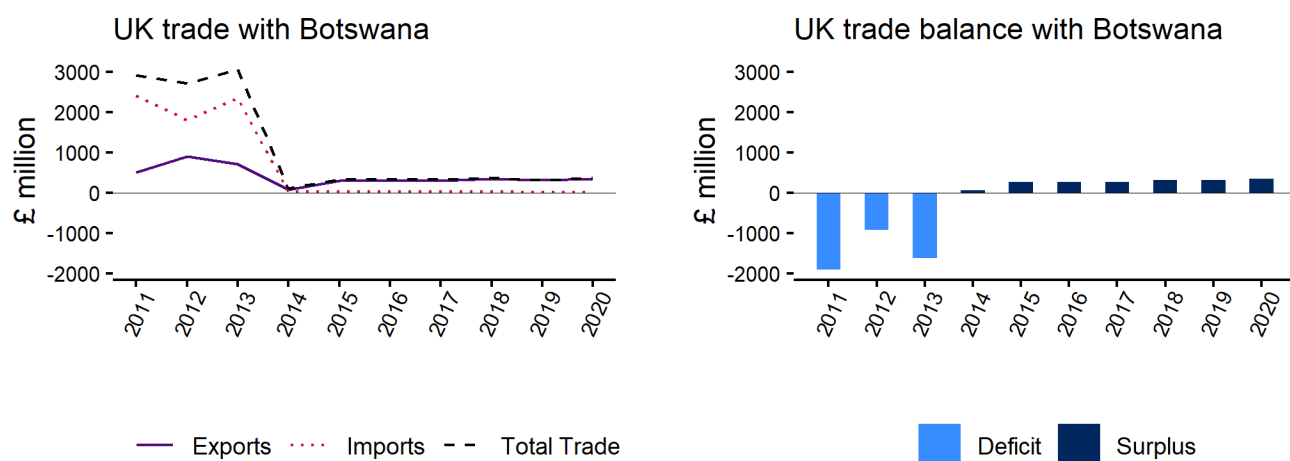 UK trade with Botswana
£ million
3000
2000
1000
0
-1000
-2000
2011 2012 2013 2014 2015 2016 2017 2018 2019 2020
Exports Imports Total Trade
UK trade balance with Botswana
£ million
3000
2000
1000
0
-1000
-2000
2011 2012 2013 2014 2015 2016 2017 2018 2019 2020
Deficit Surplus